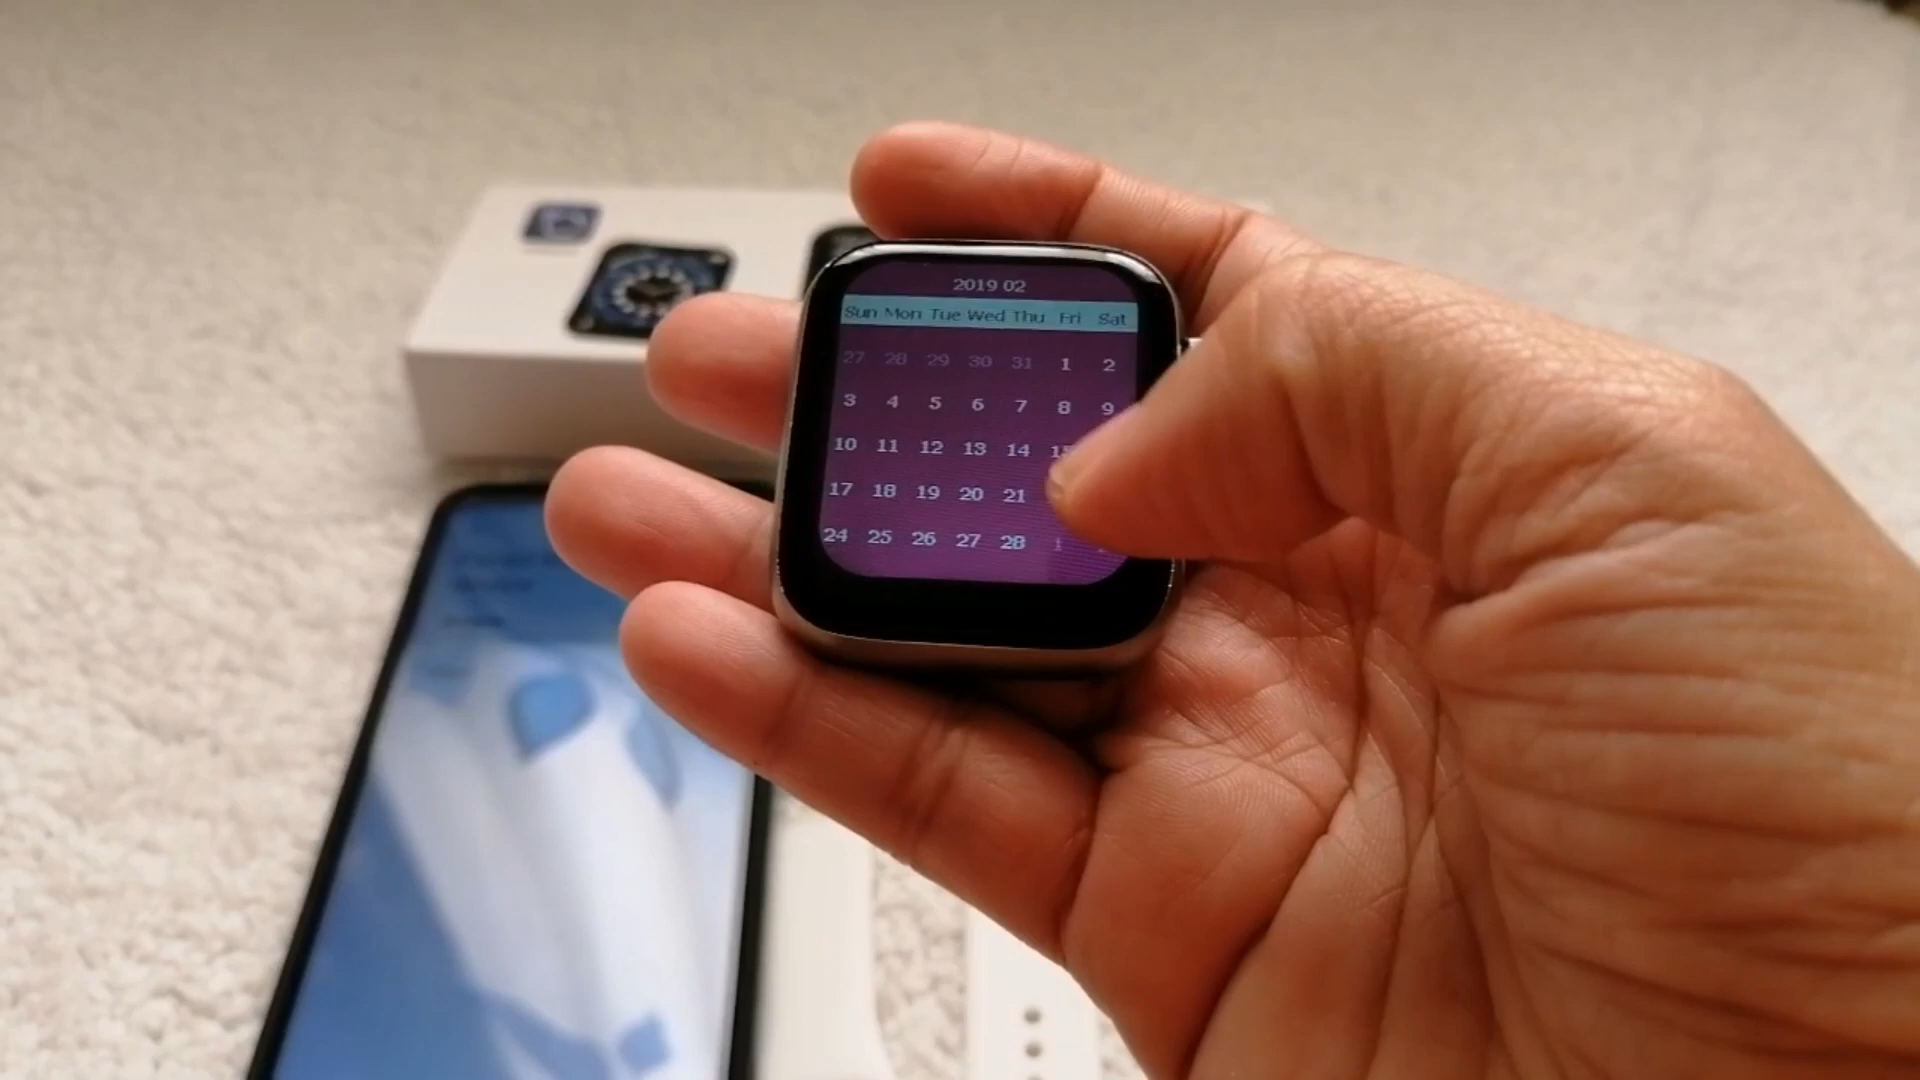 2019 02
Sun Mon Tue Wed Thu Fri Sat
27 28 29 30 31 1 2
3 4 5 6 7 8 9
10 11 12 13 14
17 18 19 20 21
24 25 26 27 28 1